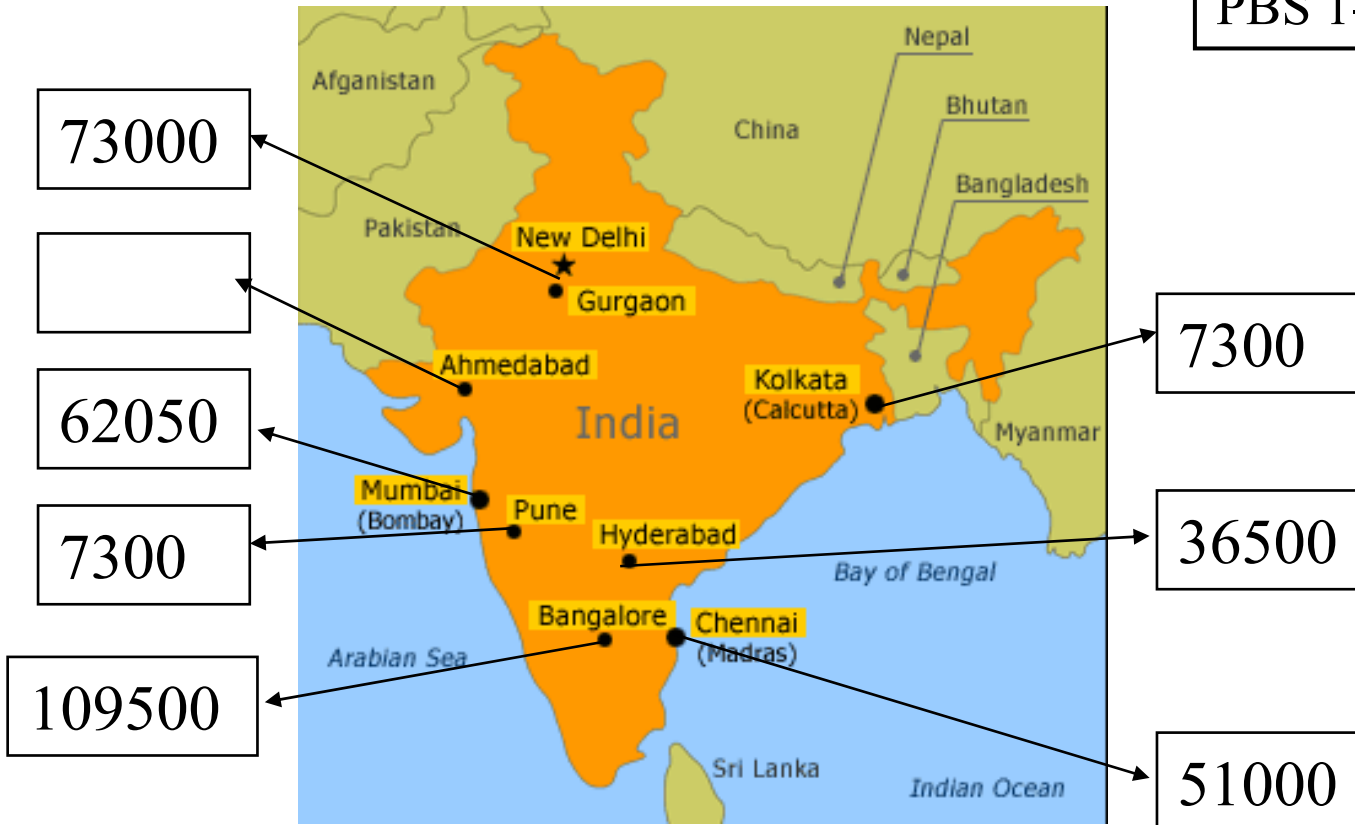 PBS 1-
Nepal
Afganistan
73000
Bhutan
China
Bangladesh
Pakistan
New Delhi
Gurgaon
7300
Ahmedabad
Kolkata
(Calcutta)
62050
India
Myanmar
Mumbai
(Bombay)
Pune
Hyderabad
36500
7300
Bay of Bengal
Bangalore
Chennai
(Madras)
Arabian Sea
109500
Sri Lanka
Indian Ocean
51000